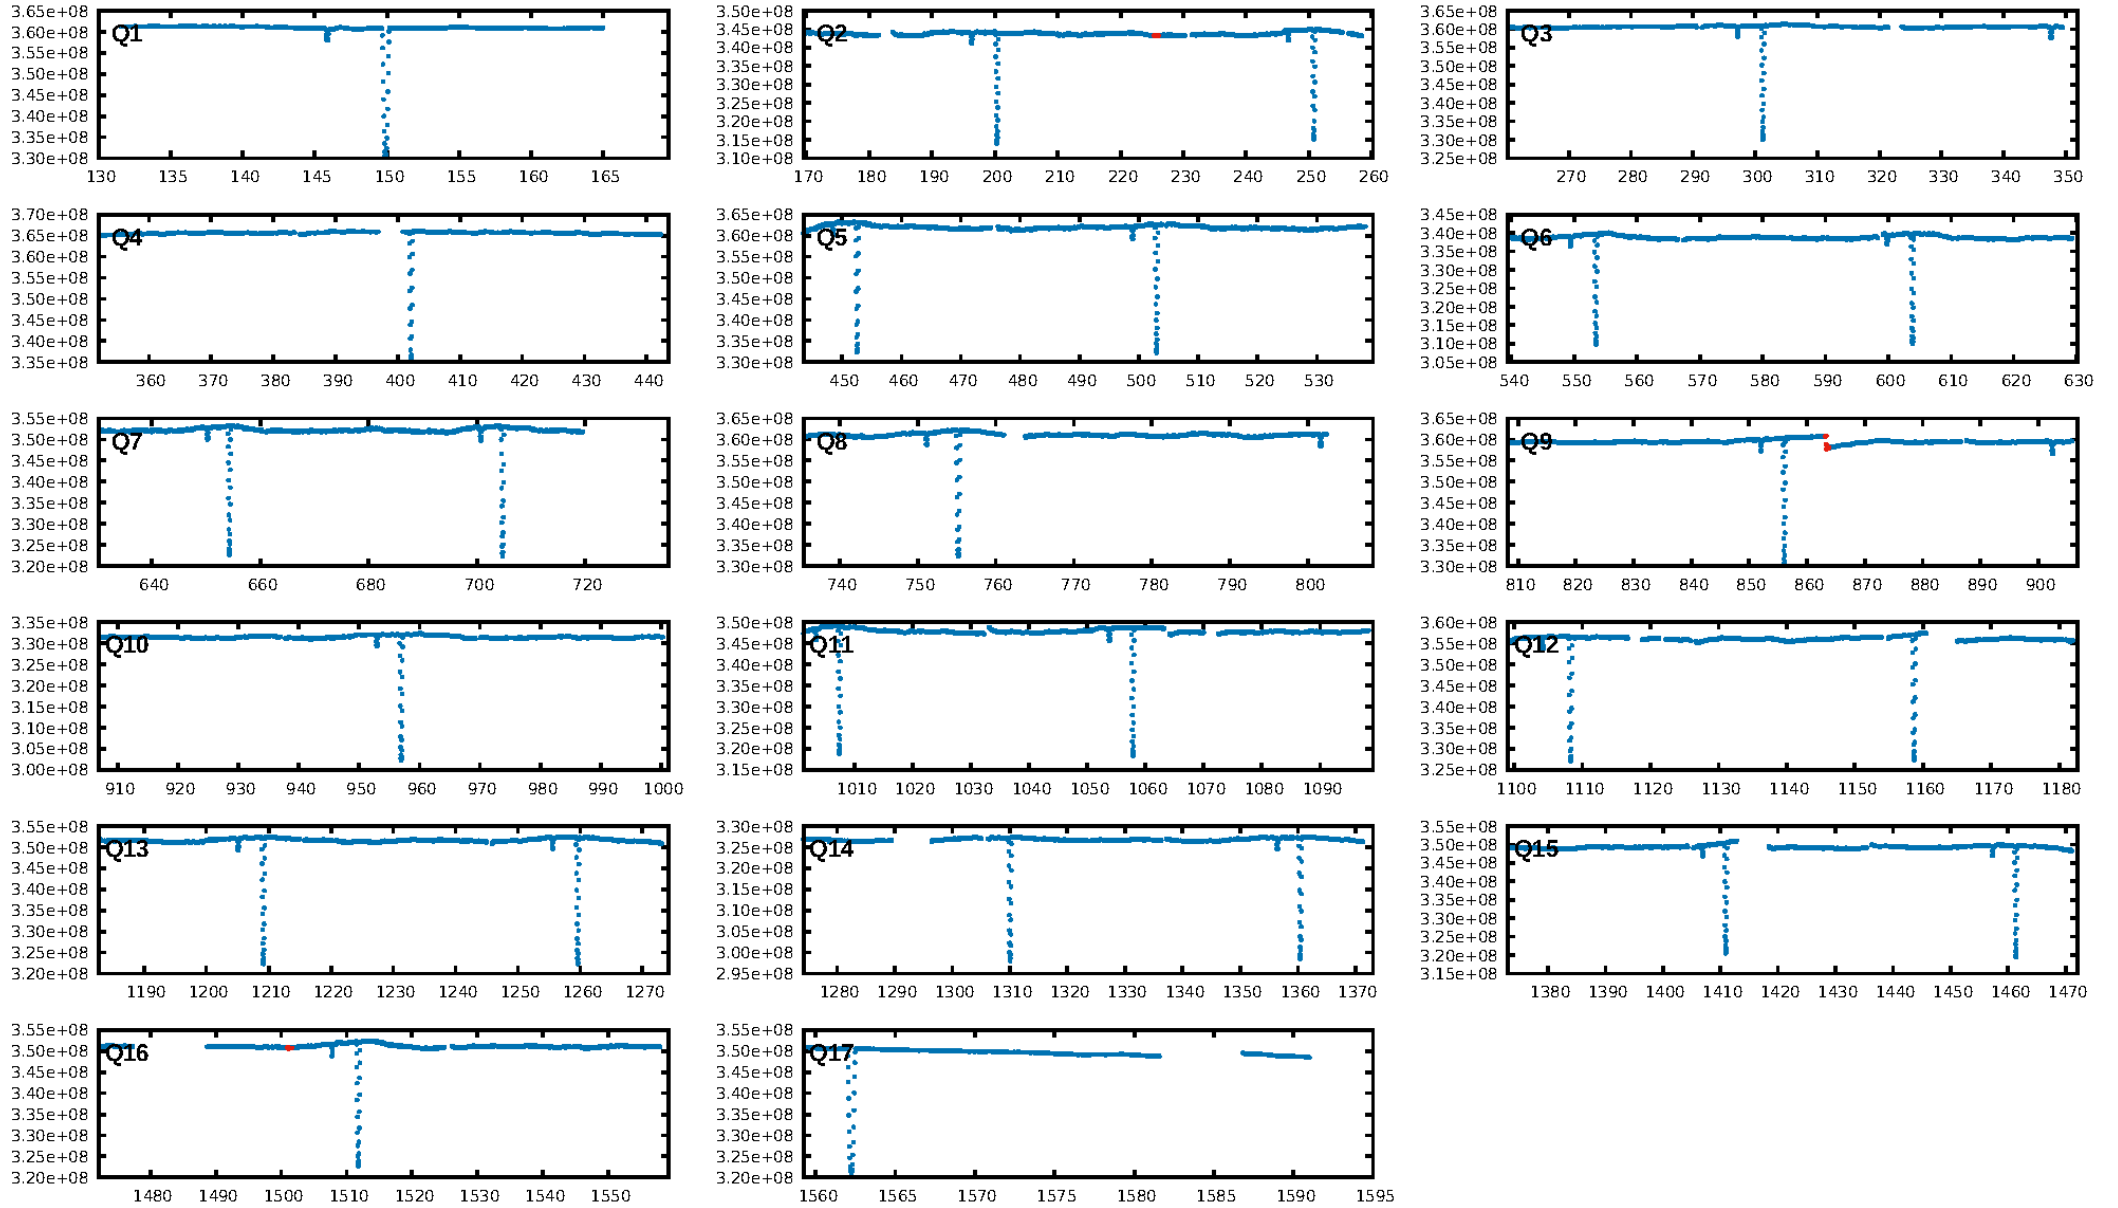 3.65e+08
3.60e+08
Q1
3.55e+08
3.50e+08
3.45e+08
3.40e+08
3.35e+08
3.30e+08
130 135 140 145 150 155 160 165
3.50e+08
3.45e+08
Q2
3.40e+08
3.35e+08
3.30e+08
3.25e+08
3.20e+08
3.15e+08
3.10e+08
170 180 190 200 210 220 230 240 250 260
3.65e+08
3.60e+08
Q3
3.55e+08
3.50e+08
3.45e+08
3.40e+08
3.35e+08
3.30e+08
3.25e+08
270 280 290 300 310 320 330 340 350
3.70e+08
3.65e+08
Q4
3.60e+08
3.55e+08
3.50e+08
3.45e+08
3.40e+08
3.35e+08
360 370 380 390 400 410 420 430 440
3.65e+08
3.60e+08
Q5
3.55e+08
3.50e+08
3.45e+08
3.40e+08
3.35e+08
3.30e+08
450 460 470 480 490 500 510 520 530
3.45e+08
3.40e+08
Q6
3.35e+08
3.30e+08
3.25e+08
3.20e+08
3.15e+08
3.10e+08
3.05e+08
540 550 560 570 580 590 600 610 620 630
3.55e+08
3.50e+08
Q7
3.45e+08
3.40e+08
3.35e+08
3.30e+08
3.25e+08
3.20e+08
640 660 680 700 720
3.65e+08
3.60e+08
Q8
3.55e+08
3.50e+08
3.45e+08
3.40e+08
3.35e+08
3.30e+08
740 750 760 770 780 790 800
3.65e+08
3.60e+08
Q9
3.55e+08
3.50e+08
3.45e+08
3.40e+08
3.35e+08
3.30e+08
810 820 830 840 850 860 870 880 890 900
3.35e+08
3.30e+08
Q10
3.25e+08
3.20e+08
3.15e+08
3.10e+08
3.05e+08
3.00e+08
910 920 930 940 950 960 970 980 990 1000
3.50e+08
3.45e+08
Q11
3.40e+08
3.35e+08
3.30e+08
3.25e+08
3.20e+08
3.15e+08
1010 1020 1030 1040 1050 1060 1070 1080 1090
3.60e+08
3.55e+08
Q12
3.50e+08
3.45e+08
3.40e+08
3.35e+08
3.30e+08
3.25e+08
1100 1110 1120 1130 1140 1150 1160 1170 1180
3.55e+08
3.50e+08
Q13
3.45e+08
3.40e+08
3.35e+08
3.30e+08
3.25e+08
3.20e+08
1190 1200 1210 1220 1230 1240 1250 1260 1270
3.30e+08
3.25e+08
Q14
3.20e+08
3.15e+08
3.10e+08
3.05e+08
3.00e+08
2.95e+08
1280 1290 1300 1310 1320 1330 1340 1350 1360 1370
3.55e+08
3.50e+08
Q15
3.45e+08
3.40e+08
3.35e+08
3.30e+08
3.25e+08
3.20e+08
3.15e+08
1380 1390 1400 1410 1420 1430 1440 1450 1460 1470
3.55e+08
3.50e+08
Q16
3.45e+08
3.40e+08
3.35e+08
3.30e+08
3.25e+08
3.20e+08
1480 1490 1500 1510 1520 1530 1540 1550
3.55e+08
3.50e+08
Q17
3.45e+08
3.40e+08
3.35e+08
3.30e+08
3.25e+08
3.20e+08
1560 1565 1570 1575 1580 1585 1590 1595